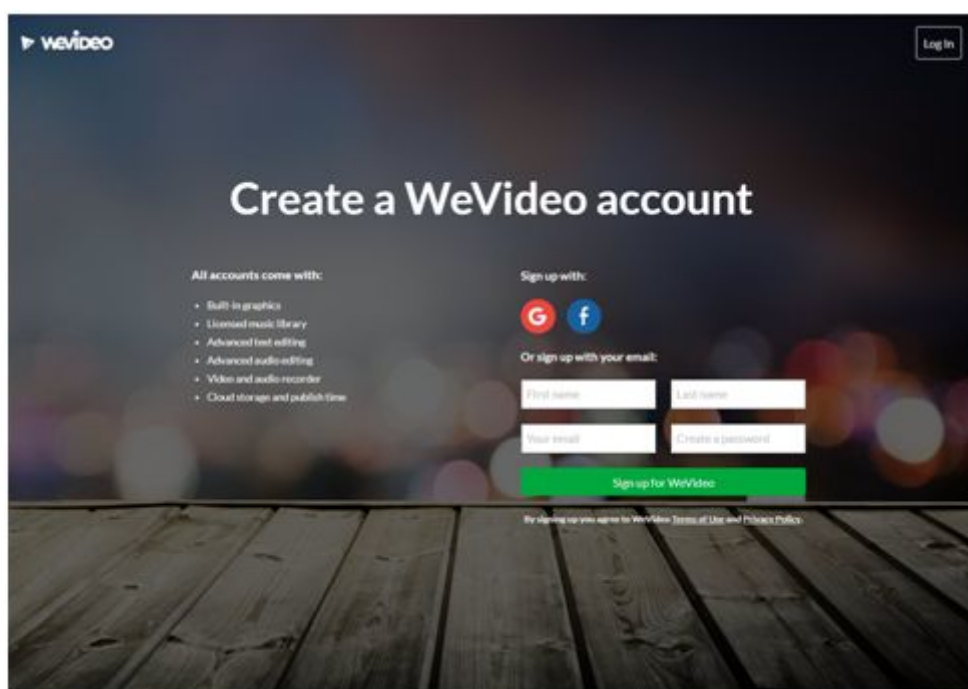 WeVIDEO
Log In
Create a WeVideo account
All accounts come with:
• Built-in graphics
• Licensed music library
• Advanced text editing
• Advanced audio editing
• Video and audio recorder
• Cloud storage and publish time
Sign up with:
G f
Or sign up with your email:
First name Last name
Your email Create a password
Sign up for WeVideo
By signing up you agree to WeVideo Terms of Use and Privacy Policy.